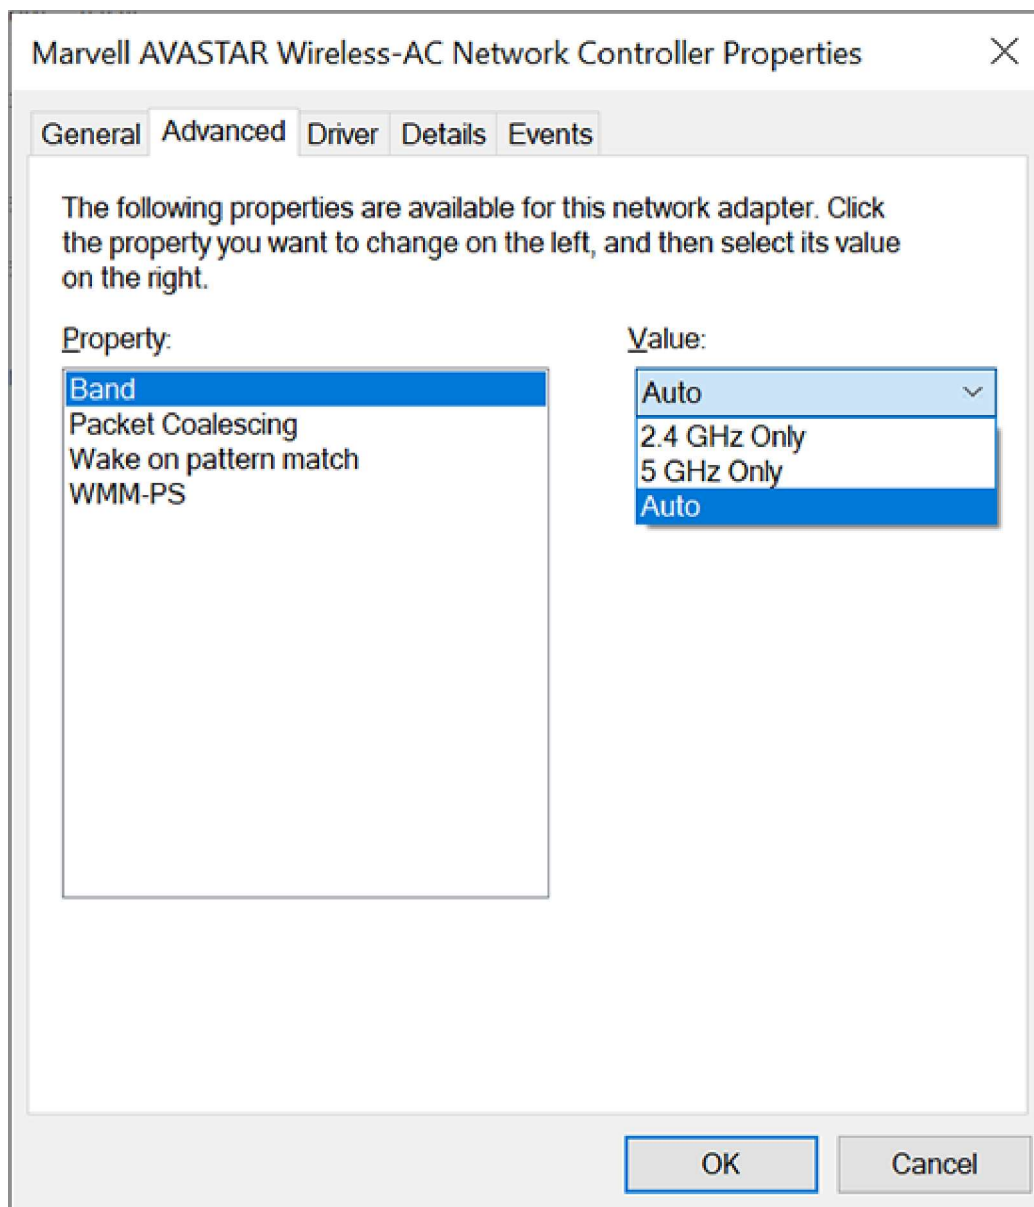 Marvell AVASTAR Wireless-AC Network Controller Properties
General Advanced Driver Details Events
The following properties are available for this network adapter. Click
the property you want to change on the left, and then select its value
on the right.
Property:
Band
Packet Coalescing
Wake on pattern match
WMM-PS
Value:
Auto
2.4 GHz Only
5 GHz Only
Auto
OK
Cancel